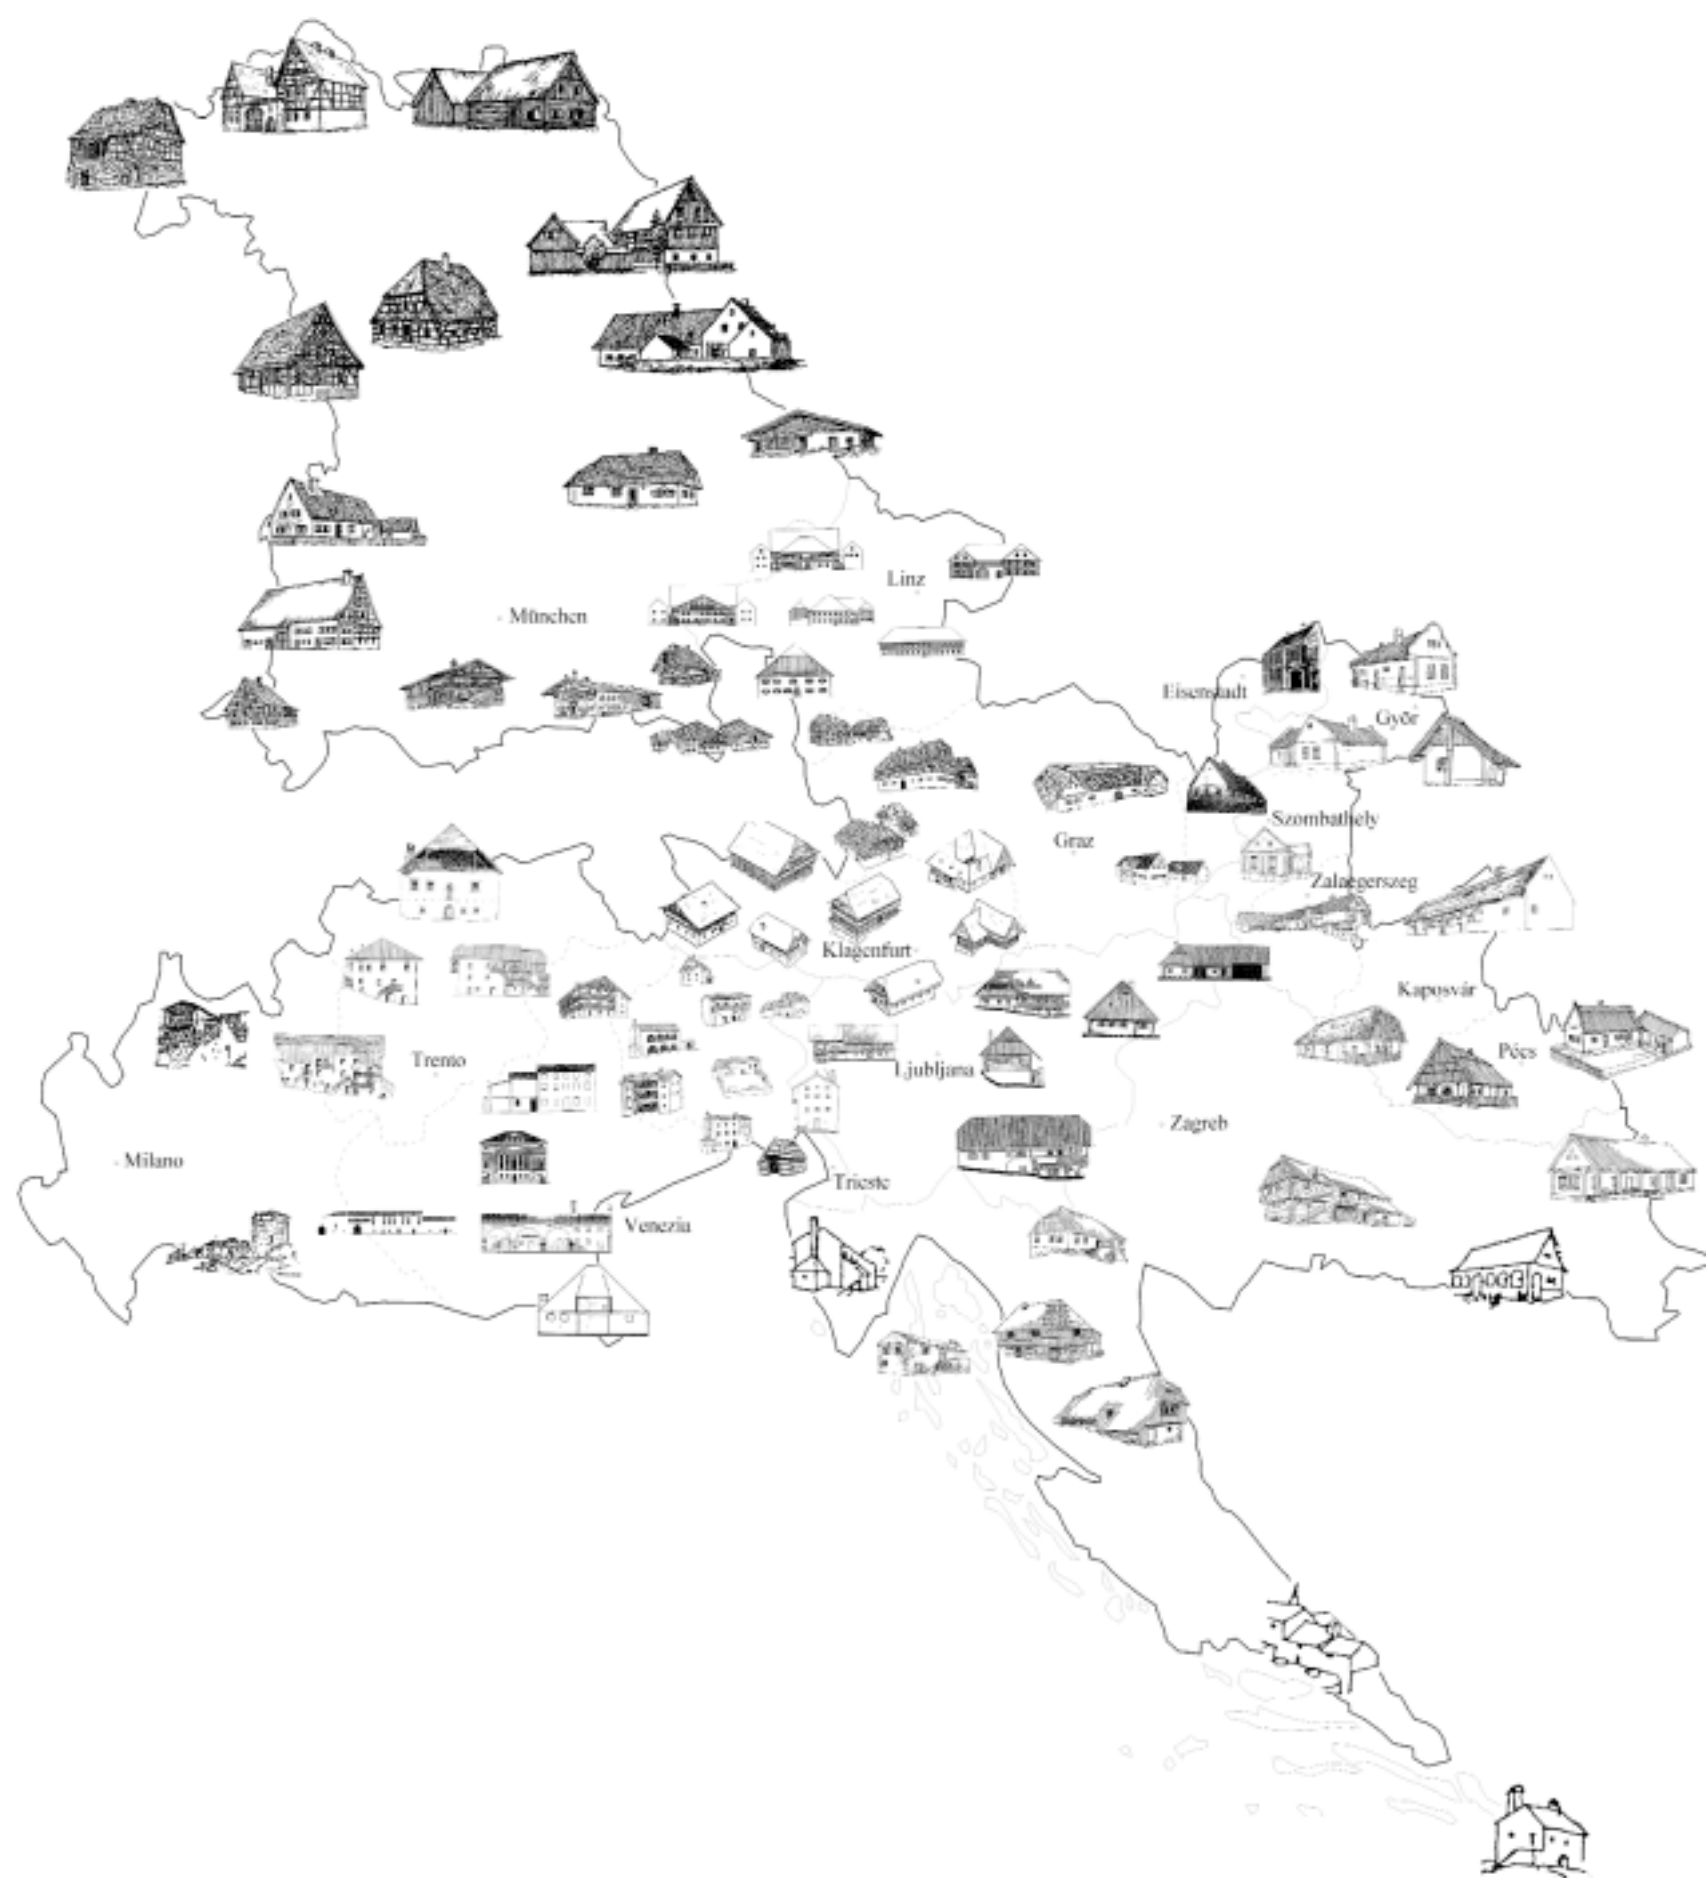 Linz
München
Eisenstadt
Győr
Szombathely
Graz
Zalaegerszeg
Klagenfurt
Kaposvár
Pécs
Trento
Ljubljana
Zagreb
Milano
Trieste
Venezia